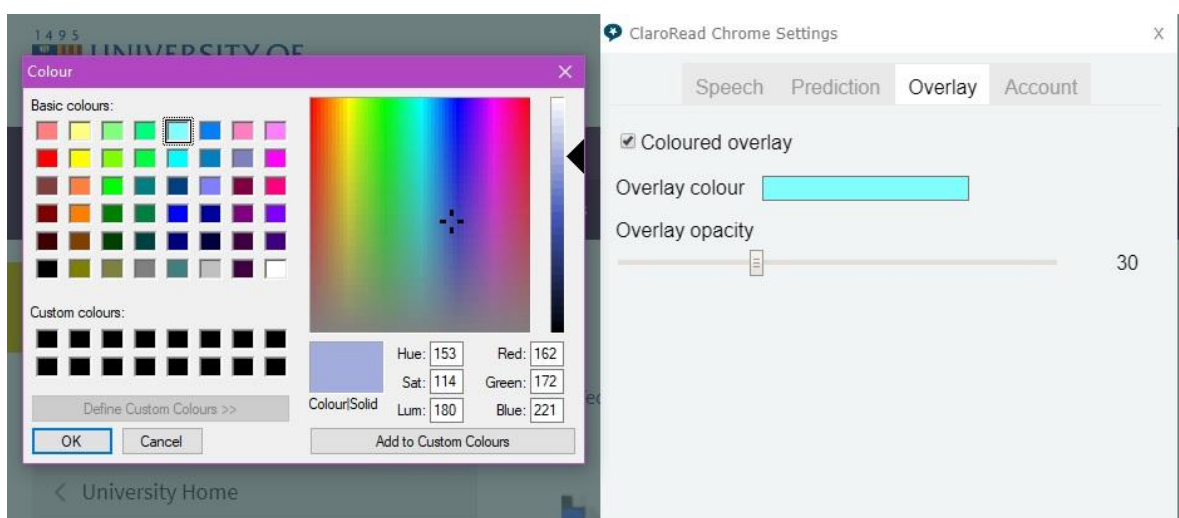 1495
UNIVERSITY OF
Colour
Basic colours:
Custom colours:
Define Custom Colours >>
OK Cancel
Colour|Solid
Hue: 153 Red: 162
Sat: 114 Green: 172
Lum: 180 Blue: 221
Add to Custom Colours
University Home
ClaroRead Chrome Settings X
Speech Prediction Overlay Account
Coloured overlay
Overlay colour
Overlay opacity
30